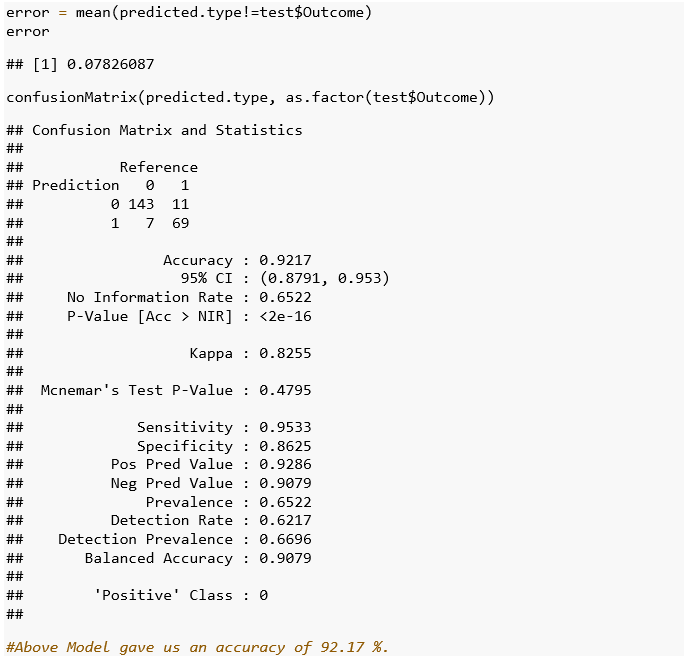 error = mean(predicted.type!=test$Outcome)
error
## [1] 0.07826087
confusionMatrix(predicted.type, as.factor(test$Outcome))
## Confusion Matrix and Statistics
##
##           Reference
## Prediction   0   1
##          0 143  11
##          1   7  69
##
##                Accuracy : 0.9217
##                  95% CI : (0.8791, 0.953)
##     No Information Rate : 0.6522
##     P-Value [Acc > NIR] : <2e-16
##
##                   Kappa : 0.8255
##
##  Mcnemar's Test P-Value : 0.4795
##
##             Sensitivity : 0.9533
##             Specificity : 0.8625
##          Pos Pred Value : 0.9286
##          Neg Pred Value : 0.9079
##              Prevalence : 0.6522
##          Detection Rate : 0.6217
##    Detection Prevalence : 0.6696
##       Balanced Accuracy : 0.9079
##
##        'Positive' Class : 0
##
#Above Model gave us an accuracy of 92.17 %.